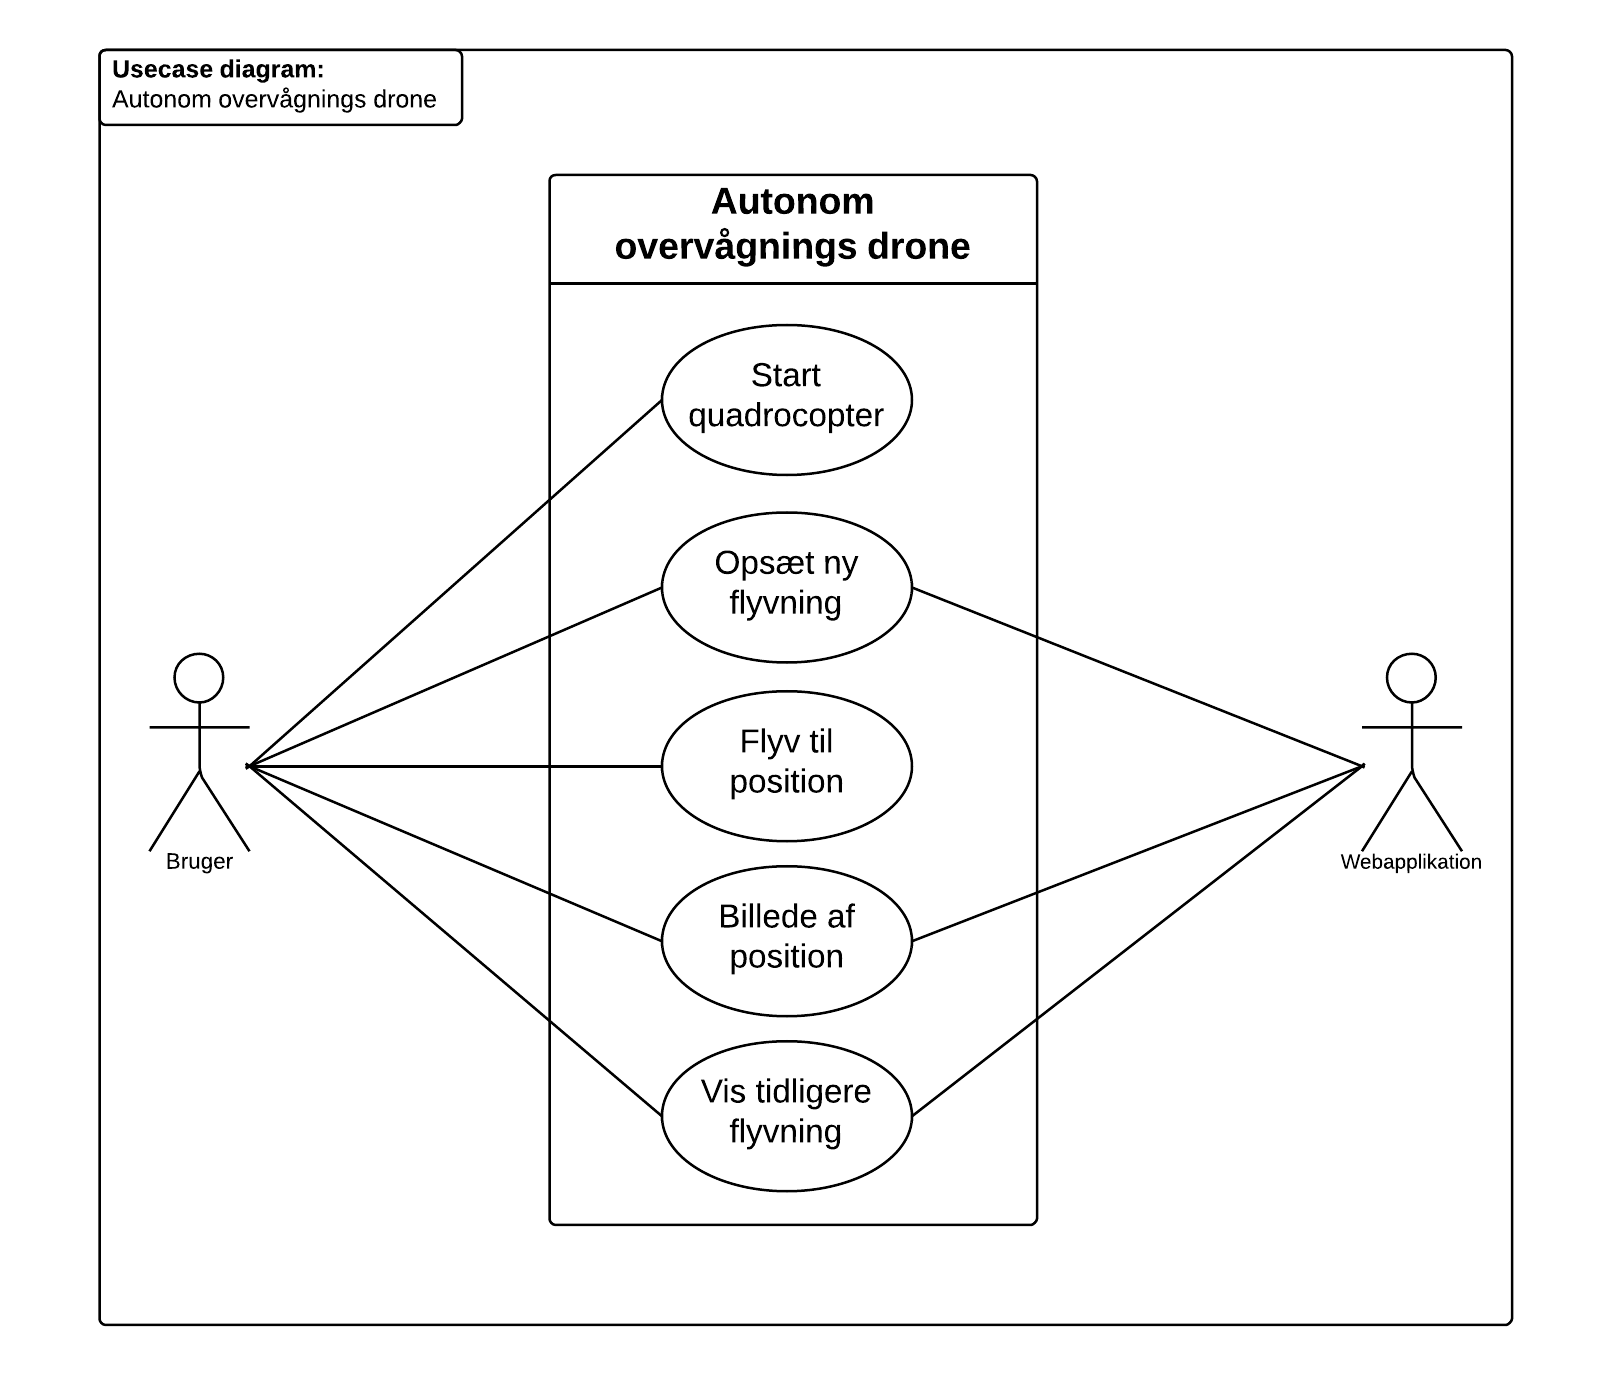 Usecase diagram:
Autonom overvågnings drone
Autonom
overvågnings drone
Start
quadrocopter
Opsæt ny
flyvning
Flyv til
position
Bruger
Webapplikation
Billede af
position
Vis tidligere
flyvning